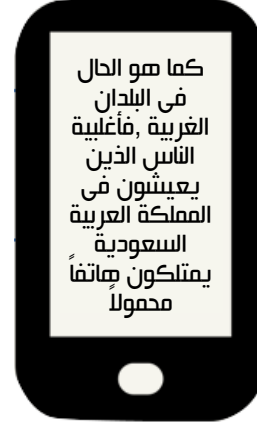 كما هو الحال
فى البلدان
الغربية ,فأغلبية
الناس الذين
يعيشون فى
المملكة العربية
السعودية
يمتلكون هاتفاً
محمولاً